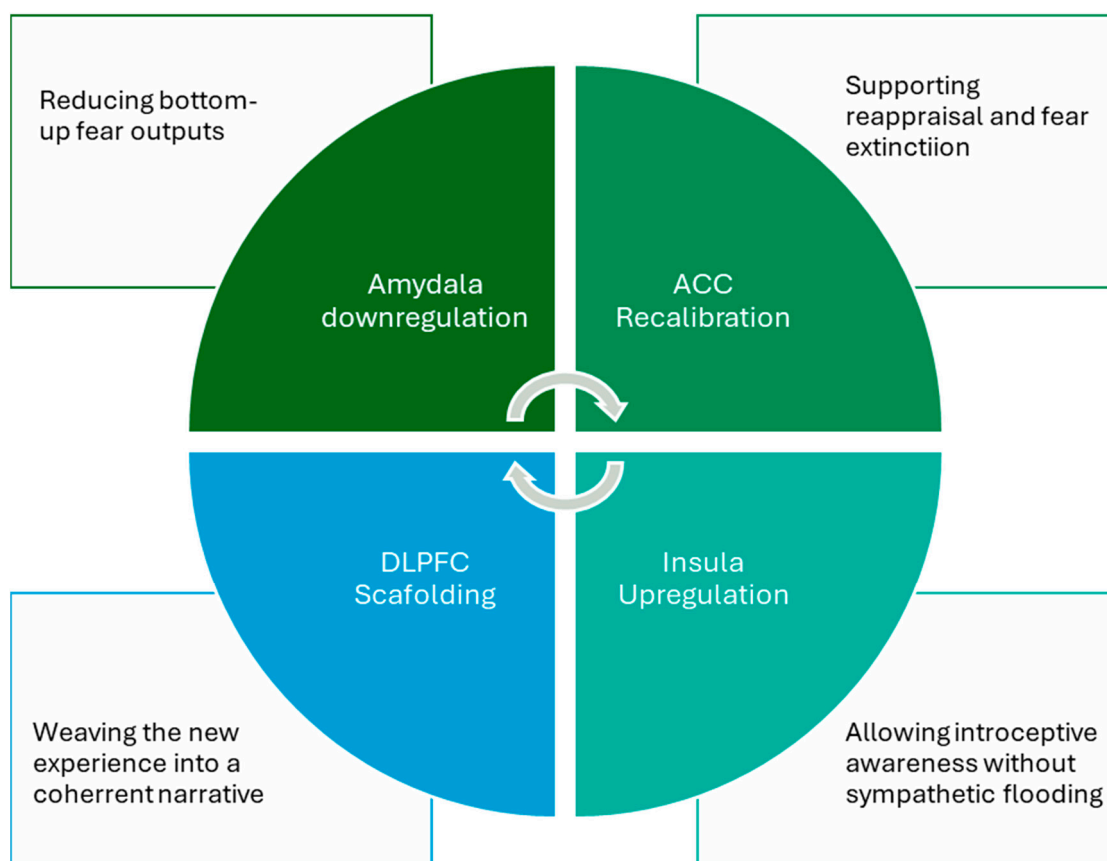 Reducing bottom-
up fear outputs
Supporting
reappraisal and fear
extinctiion
Amydala
downregulation
ACC
Recalibration
DLPFC
Scafolding
Insula
Upregulation
Weaving the new
experience into a
coherrent narrative
Allowing introceptive
awareness without
sympathetic flooding